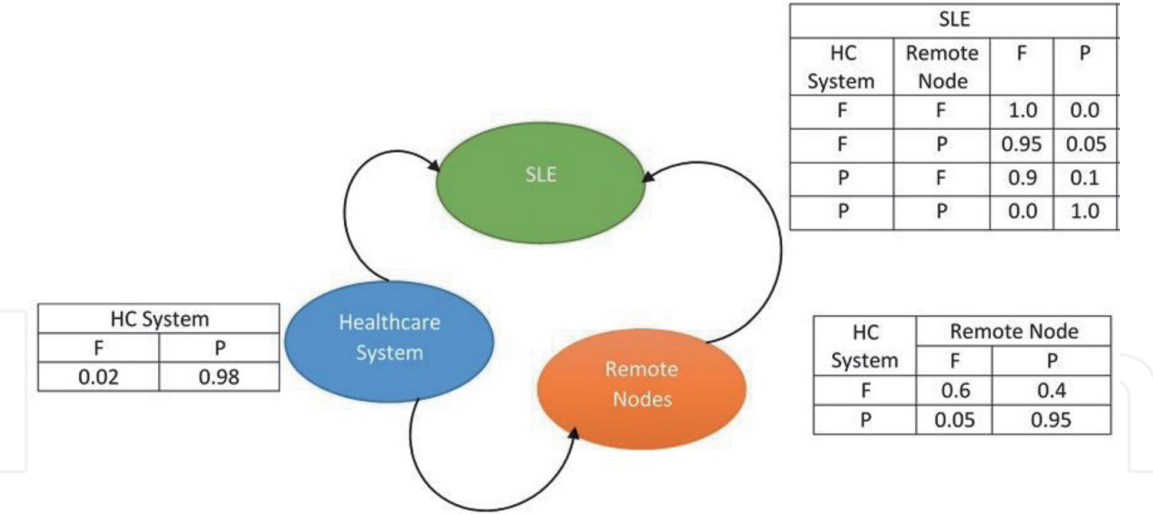 SLE
HC System Remote Node F P
F F 1.0 0.0
F P 0.95 0.05
P F 0.9 0.1
P P 0.0 1.0
SLE
Healthcare
System
Remote
Nodes
HC System
F P
0.02 0.98
HC System Remote Node
F P
F 0.6 0.4
P 0.05 0.95